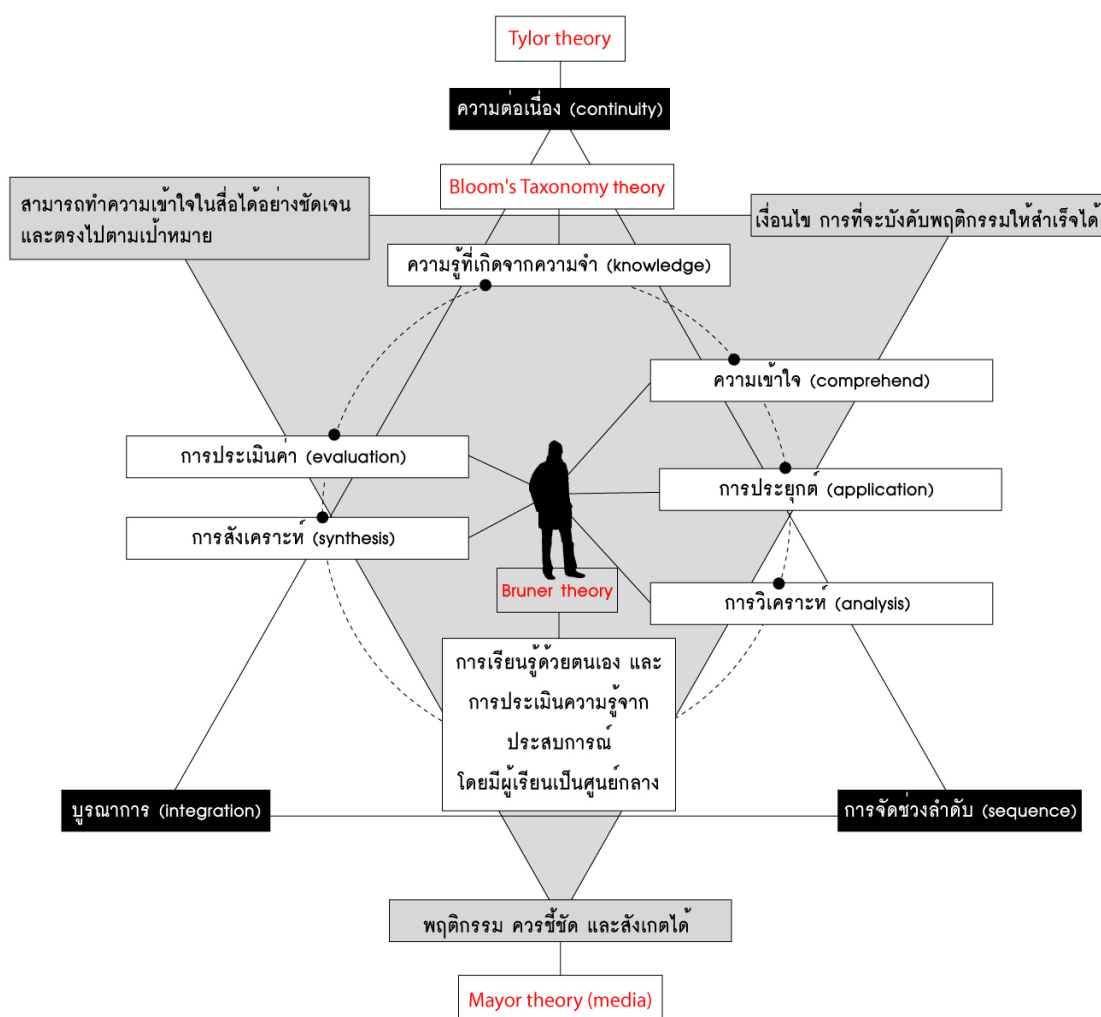 Tylor theory
ความต่อเนื่อง (continuity)
Bloom's Taxonomy theory
สามารถทำความเข้าใจในสื่อได้อย่างชัดเจน
และตรงไปตามเป้าหมาย
เงื่อนไข การที่จะบังคับพฤติกรรมให้สำเร็จได้
ความรู้ที่เกิดจากความจำ (knowledge)
ความเข้าใจ (comprehend)
การประเมินค่า (evaluation)
การประยุกต์ (application)
การสังเคราะห์ (synthesis)
Bruner theory
การวิเคราะห์ (analysis)
การเรียนรู้ด้วยตนเอง และ
การประเมินความรู้จาก
ประสบการณ์
โดยมีผู้เรียนเป็นศูนย์กลาง
บูรณาการ (integration)
การจัดช่วงลำดับ (sequence)
พฤติกรรม ควรชี้ชัด และสังเกตได้
Mayor theory (media)